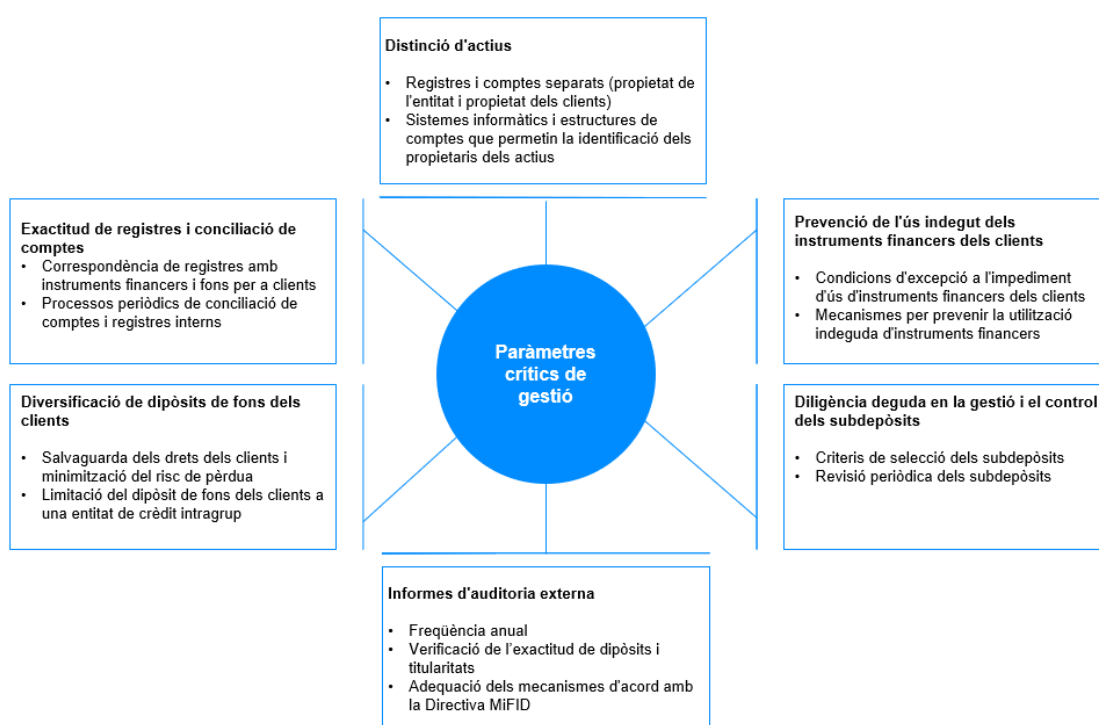 Distinció d'actius
• Registres i comptes separats (propietat de
l'entitat i propietat dels clients)
• Sistemes informàtics i estructures de
comptes que permetin la identificació dels
propietaris dels actius
Exactitud de registres i conciliació de
comptes
• Correspondència de registres amb
instruments financers i fons per a clients
• Processos periòdics de conciliació de
comptes i registres interns
Prevenció de l'ús indegut dels
instruments financers dels clients
• Condicions d'excepció a l'impediment
d'ús d'instruments financers dels clients
• Mecanismes per prevenir la utilització
indeguda d'instruments financers
Paràmetres
crítics de
gestió
Diversificació de dipòsits de fons dels
clients
• Salvaguarda dels drets dels clients i
minimització del risc de pèrdua
• Limitació del dipòsit de fons dels clients a
una entitat de crèdit intragrup
Diligència deguda en la gestió i el control
dels subdepòsits
• Criteris de selecció dels subdepòsits
• Revisió periòdica dels subdepòsits
Informes d'auditoria externa
• Freqüència anual
• Verificació de l'exactitud de dipòsits i
titularitats
• Adequació dels mecanismes d'acord amb
la Directiva MiFID